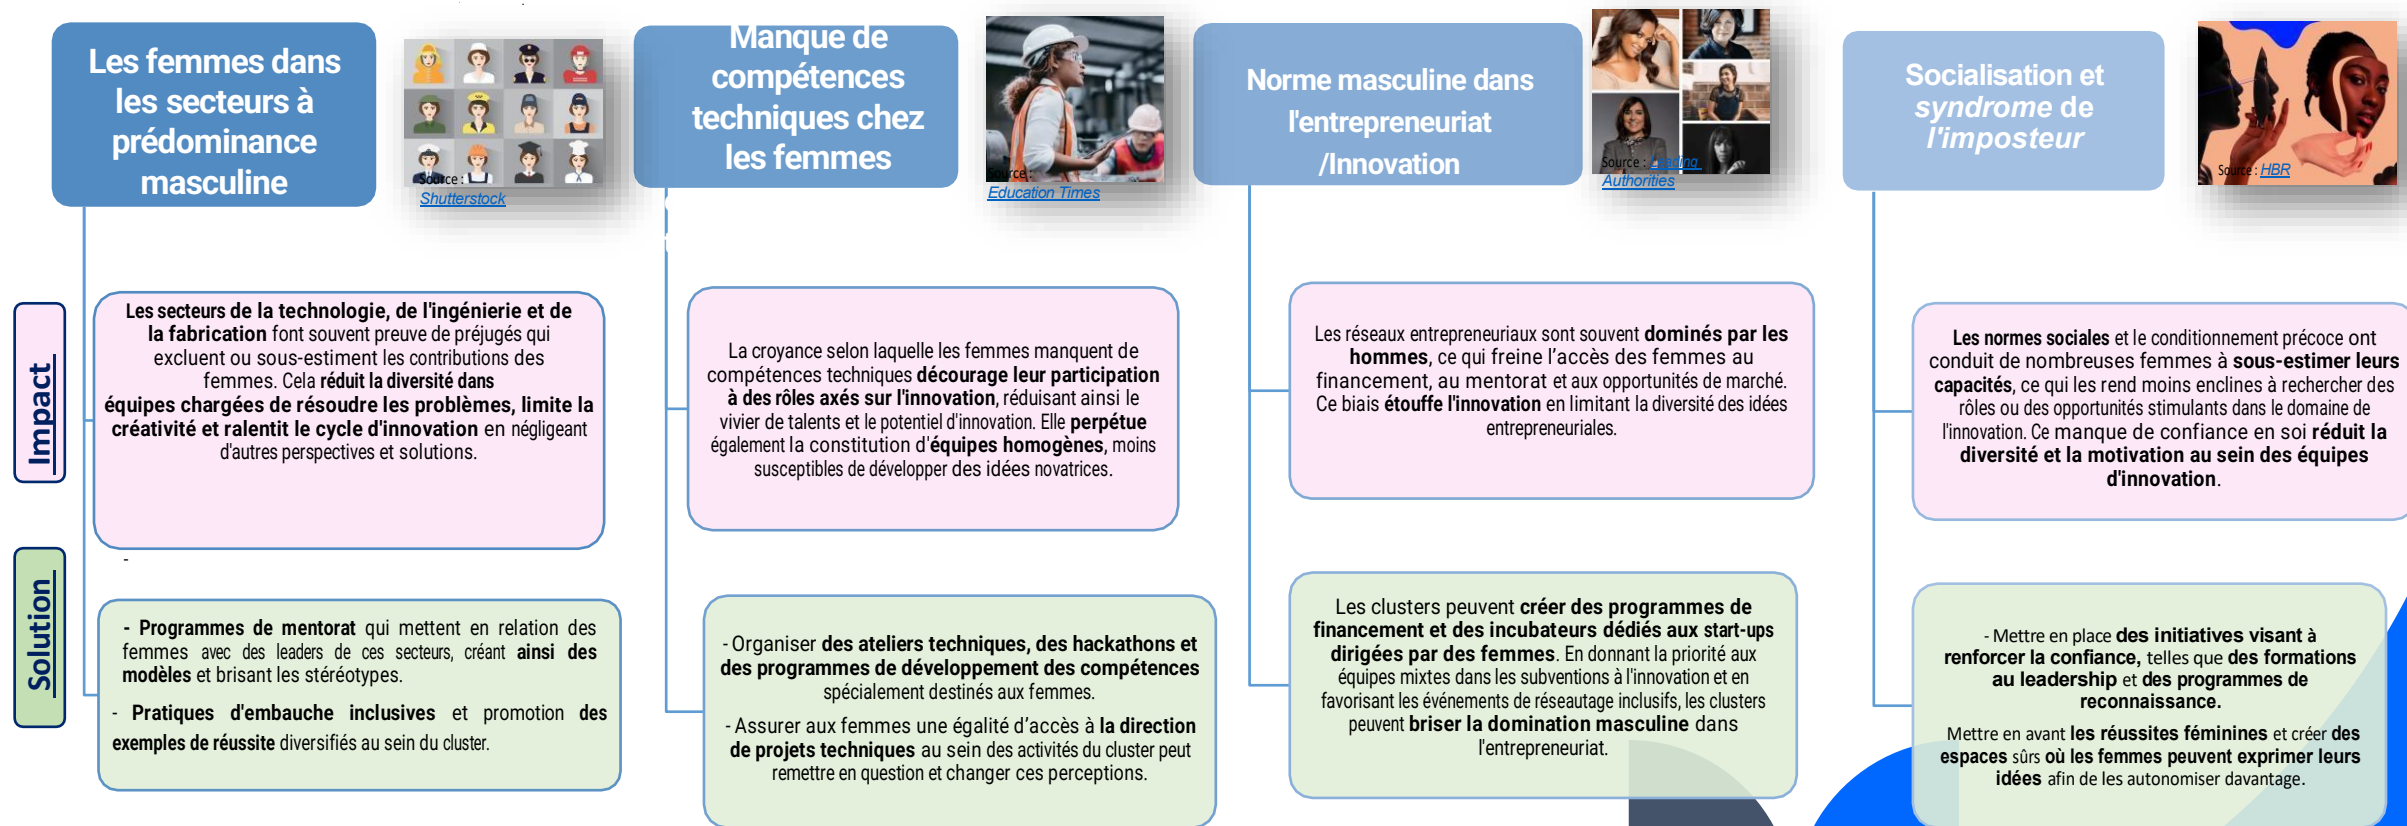 Les femmes dans
les secteurs à
prédominance
masculine
Source :
Shutterstock
Manque de
compétences
techniques chez
les femmes
Source :
Education Times
Norme masculine dans
l'entrepreneuriat
/Innovation
Source : Leading
Authorities
Socialisation et
syndrome de
l'imposteur
Source : HBR
Impact
Les secteurs de la technologie, de l'ingénierie et de
la fabrication font souvent preuve de préjugés qui
excluent ou sous-estiment les contributions des
femmes. Cela réduit la diversité dans
équipes chargées de résoudre les problèmes, limite la
créativité et ralentit le cycle d'innovation en négligeant
d'autres perspectives et solutions.
La croyance selon laquelle les femmes manquent de
compétences techniques décourage leur participation
à des rôles axés sur l'innovation, réduisant ainsi le
vivier de talents et le potentiel d'innovation. Elle perpétue
également la constitution d'équipes homogènes, moins
susceptibles de développer des idées novatrices.
Les réseaux entrepreneuriaux sont souvent dominés par les
hommes, ce qui freine l’accès des femmes au
financement, au mentorat et aux opportunités de marché.
Ce biais étouffe l'innovation en limitant la diversité des idées
entrepreneuriales.
Les normes sociales et le conditionnement précoce ont
conduit de nombreuses femmes à sous-estimer leurs
capacités, ce qui les rend moins enclines à rechercher des
rôles ou des opportunités stimulants dans le domaine de
l'innovation. Ce manque de confiance en soi réduit la
diversité et la motivation au sein des équipes
d'innovation.
-
Solution
- Programmes de mentorat qui mettent en relation des
femmes avec des leaders de ces secteurs, créant ainsi des
modèles et brisant les stéréotypes.
- Pratiques d'embauche inclusives et promotion des
exemples de réussite diversifiés au sein du cluster.
- Organiser des ateliers techniques, des hackathons et
des programmes de développement des compétences
spécialement destinés aux femmes.
- Assurer aux femmes une égalité d’accès à la direction
de projets techniques au sein des activités du cluster peut
remettre en question et changer ces perceptions.
Les clusters peuvent créer des programmes de
financement et des incubateurs dédiés aux start-ups
dirigées par des femmes. En donnant la priorité aux
équipes mixtes dans les subventions à l'innovation et en
favorisant les événements de réseautage inclusifs, les clusters
peuvent briser la domination masculine dans
l'entrepreneuriat.
- Mettre en place des initiatives visant à
renforcer la confiance, telles que des formations
au leadership et des programmes de
reconnaissance.
Mettre en avant les réussites féminines et créer des
espaces sûrs où les femmes peuvent exprimer leurs
idées afin de les autonomiser davantage.